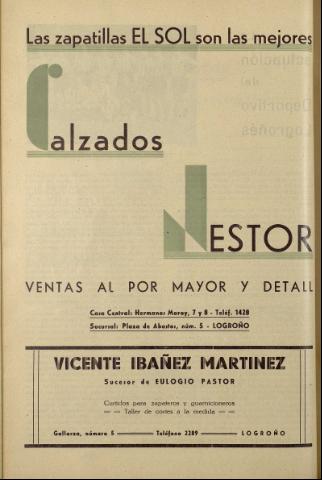 Las zapatillas EL SOL son las mejores
Calzados
NESTOR
VENTAS AL POR MAYOR Y DETALL
Casa Central: Hermanos Moroy, 7 y 8 - Teléf. 1428
Sucursal: Plaza de Abastos, núm. 5 - LOGROÑO
VICENTE IBAÑEZ MARTINEZ
Sucesor de EULOGIO PASTOR
Curtidos para zapateros y guarnicioneros
— — Taller de cortes a la medida — —
Gallarza, número 5 ——— Teléfono 2209 ——— LOGROÑO